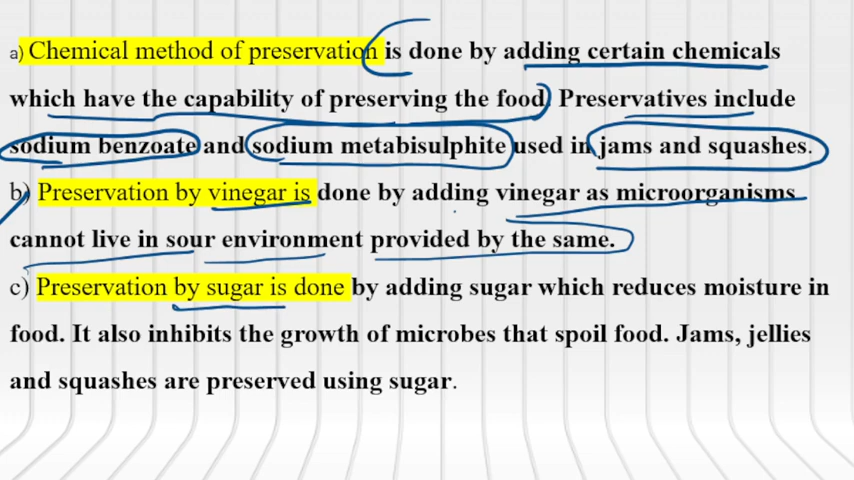 a) Chemical method of preservation is done by adding certain chemicals
which have the capability of preserving the food. Preservatives include
sodium benzoate and sodium metabisulphite used in jams and squashes.
b) Preservation by vinegar is done by adding vinegar as microorganisms
cannot live in sour environment provided by the same.
c) Preservation by sugar is done by adding sugar which reduces moisture in
food. It also inhibits the growth of microbes that spoil food. Jams, jellies
and squashes are preserved using sugar.